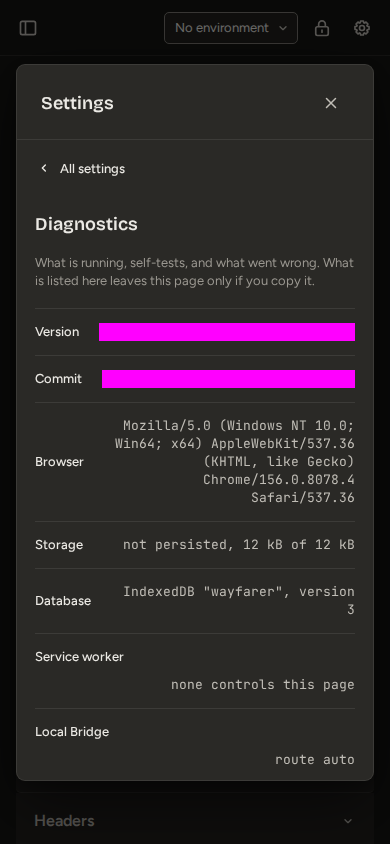 No environment
Settings
All settings
Diagnostics
What is running, self-tests, and what went wrong. What
is listed here leaves this page only if you copy it.
Version
Commit
Browser
Mozilla/5.0 (Windows NT 10.0;
Win64; x64) AppleWebKit/537.36
(KHTML, like Gecko)
Chrome/156.0.8078.4
Safari/537.36
Storage
not persisted, 12 kB of 12 kB
Database
IndexedDB "wayfarer", version
3
Service worker
none controls this page
Local Bridge
route auto
Headers